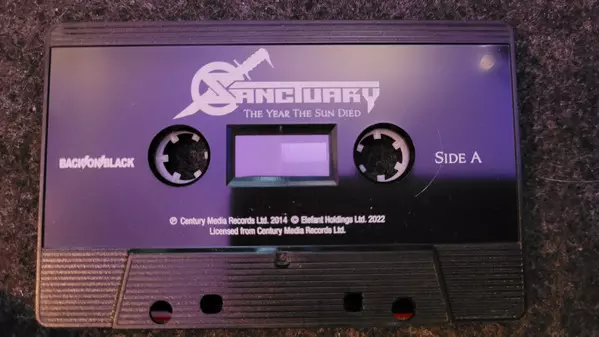 SANCTUARY
THE YEAR THE SUN DIED
BACK/ON/BLACK
SIDE A
℗ Century Media Records Ltd. 2014 © Elefant Holdings Ltd. 2022
Licensed from Century Media Records Ltd.